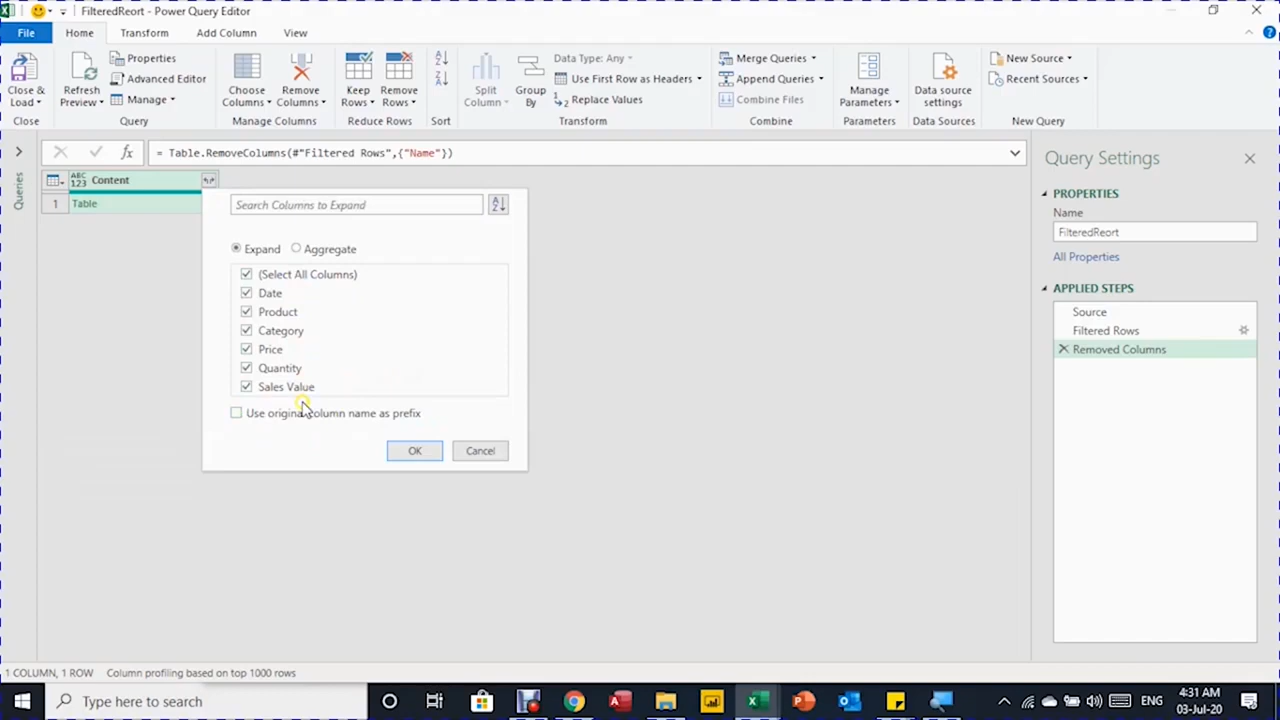 FilteredReort - Power Query Editor
File
Home
Transform
Add Column
View
Close & Load
Close
Refresh Preview
Properties
Advanced Editor
Manage
Query
Choose Columns
Remove Columns
Manage Columns
Keep Rows
Remove Rows
Reduce Rows
Sort
Split Column
Group By
Data Type: Any
Use First Row as Headers
Replace Values
Transform
Merge Queries
Append Queries
Combine Files
Combine
Manage Parameters
Parameters
Data source settings
Data Sources
New Source
Recent Sources
New Query
Queries
fx
= Table.RemoveColumns(#"Filtered Rows",{"Name"})
ABC 123 Content
1 Table
Search Columns to Expand
Expand
Aggregate
(Select All Columns)
Date
Product
Category
Price
Quantity
Sales Value
Use original column name as prefix
OK
Cancel
Query Settings
PROPERTIES
Name
FilteredReort
All Properties
APPLIED STEPS
Source
Filtered Rows
Removed Columns
1 COLUMN, 1 ROW
Column profiling based on top 1000 rows
Type here to search
ENG
4:31 AM
03-Jul-20